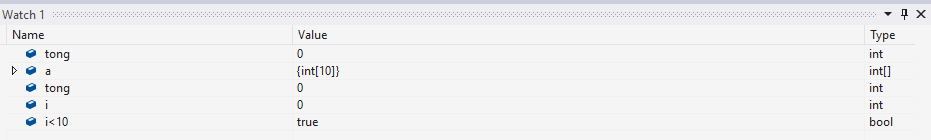 Watch 1
Name Value Type
tong 0 int
a {int[10]} int[]
tong 0 int
i 0 int
i<10 true bool